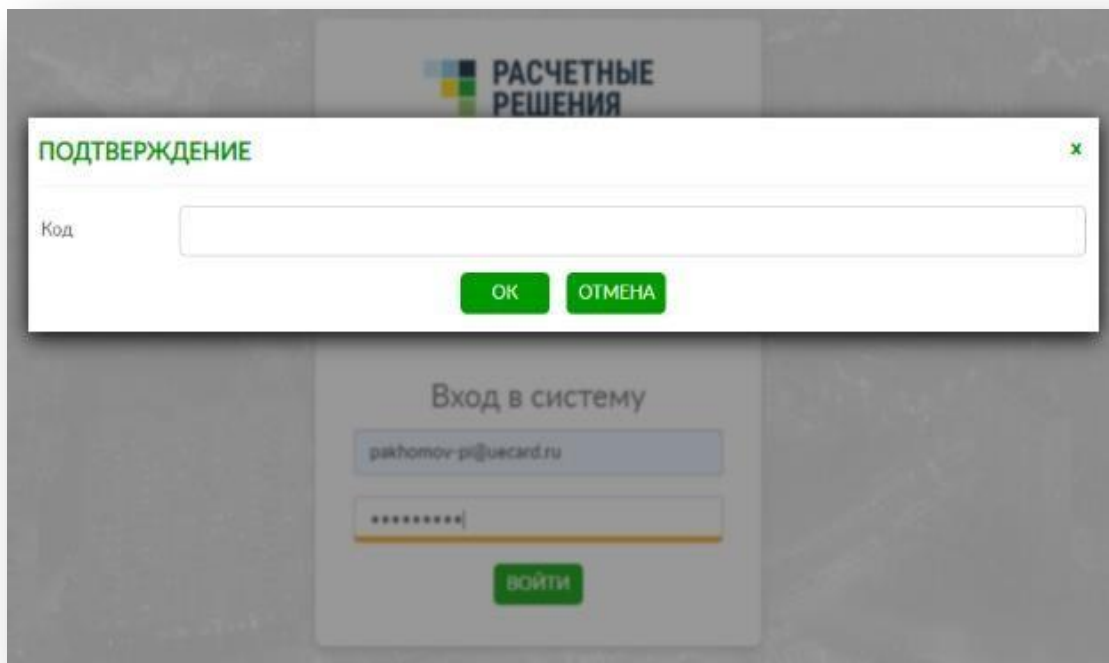 РАСЧЕТНЫЕ
РЕШЕНИЯ
ПОДТВЕРЖДЕНИЕ x
Код
ОК ОТМЕНА
Вход в систему
pakhomov-pi@uecard.ru
•••••••••
ВОЙТИ